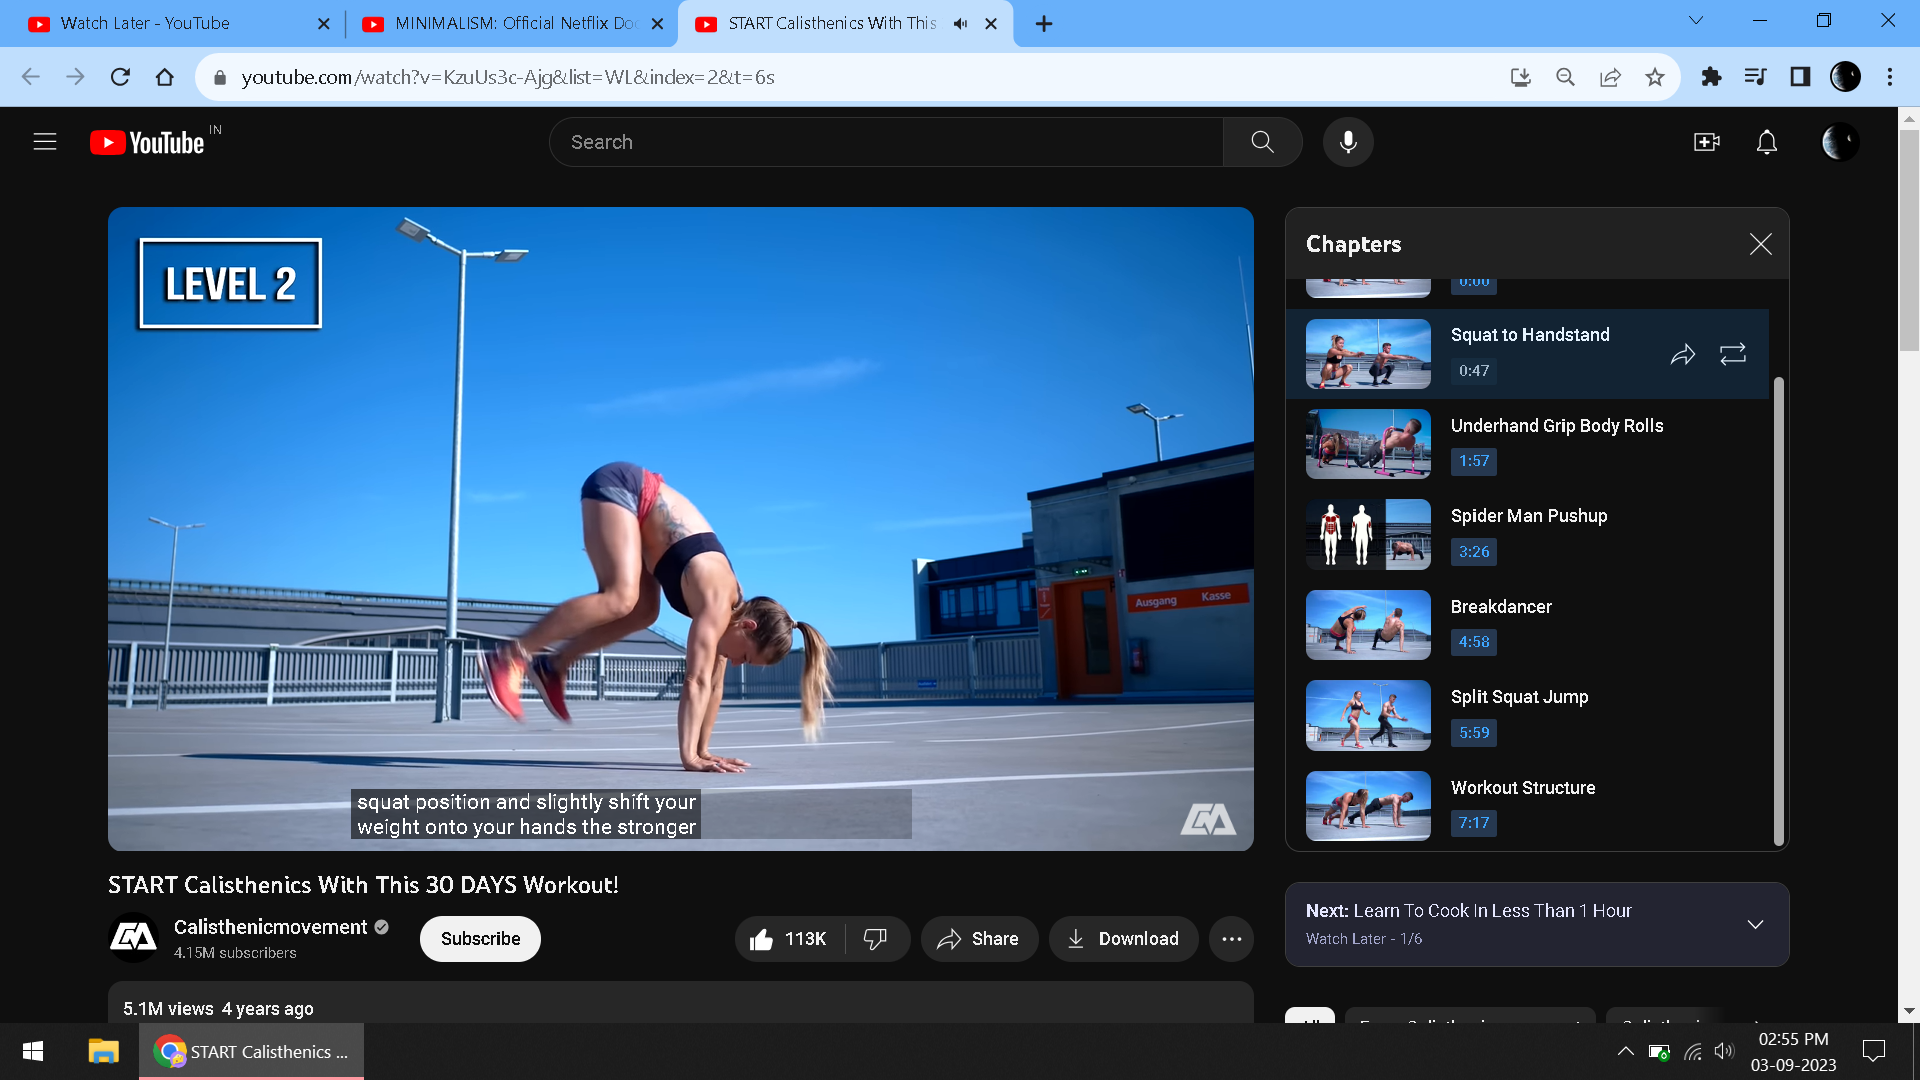 Watch Later - YouTube
MINIMALISM: Official Netflix Do
START Calisthenics With This
youtube.com/watch?v=KzuUs3c-Ajg&list=WL&index=2&t=6s
YouTube IN
Search
LEVEL 2
Ausgang Kasse
squat position and slightly shift your
weight onto your hands the stronger
Chapters
0:00
Squat to Handstand
0:47
Underhand Grip Body Rolls
1:57
Spider Man Pushup
3:26
Breakdancer
4:58
Split Squat Jump
5:59
Workout Structure
7:17
START Calisthenics With This 30 DAYS Workout!
Calisthenicmovement
4.15M subscribers
Subscribe
113K
Share
Download
Next: Learn To Cook In Less Than 1 Hour
Watch Later - 1/6
5.1M views 4 years ago
All
START Calisthenics ...
02:55 PM
03-09-2023